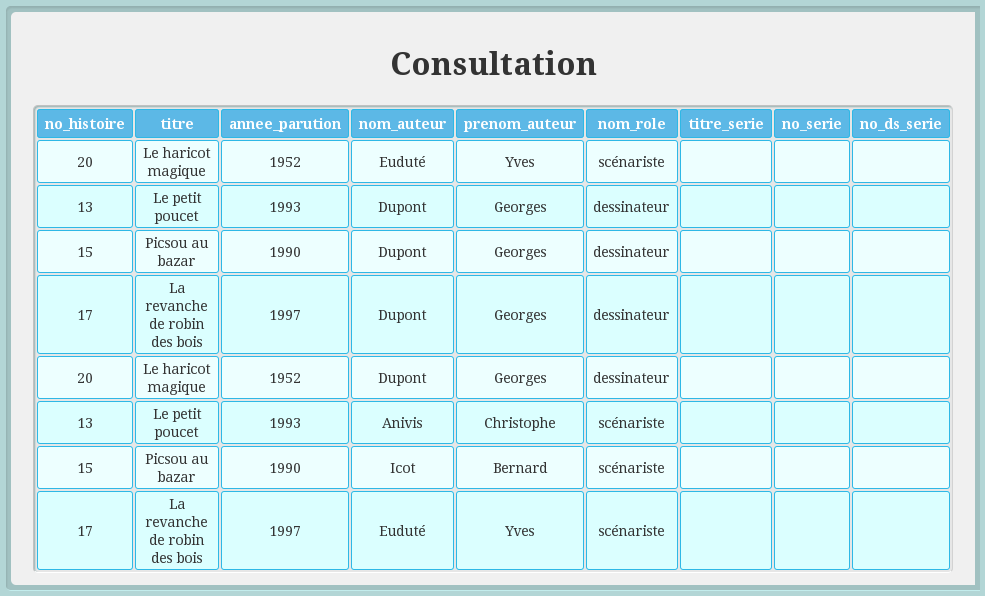 Consultation
no_histoire titre annee_parution nom_auteur prenom_auteur nom_role titre_serie no_serie no_ds_serie
20 Le haricot magique 1952 Euduté Yves scénariste
13 Le petit poucet 1993 Dupont Georges dessinateur
15 Picsou au bazar 1990 Dupont Georges dessinateur
17 La revanche de robin des bois 1997 Dupont Georges dessinateur
20 Le haricot magique 1952 Dupont Georges dessinateur
13 Le petit poucet 1993 Anivis Christophe scénariste
15 Picsou au bazar 1990 Icot Bernard scénariste
17 La revanche de robin des bois 1997 Euduté Yves scénariste